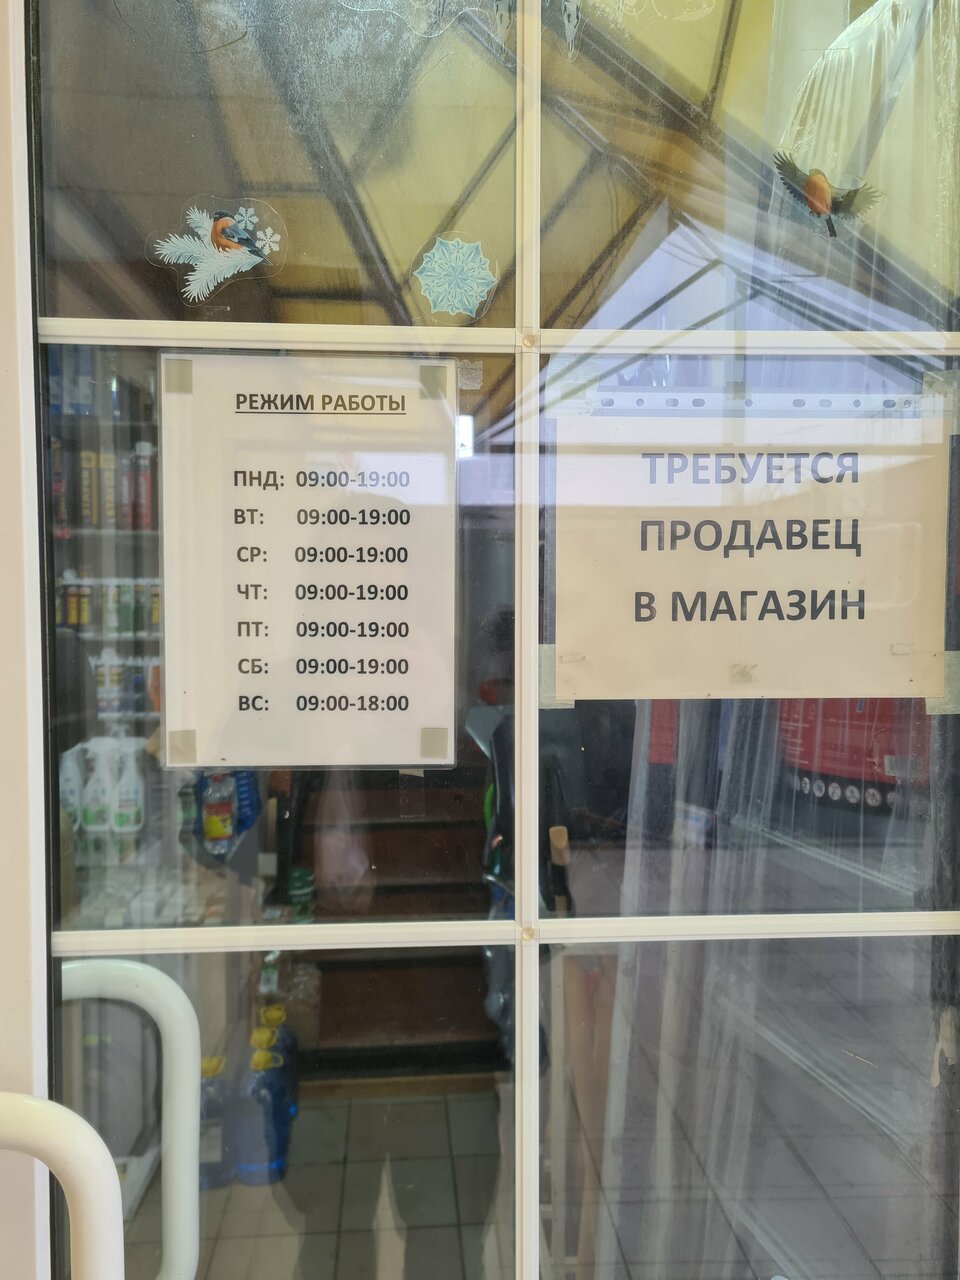 РЕЖИМ РАБОТЫ
ПНД: 09:00-19:00
ВТ: 09:00-19:00
СР: 09:00-19:00
ЧТ: 09:00-19:00
ПТ: 09:00-19:00
СБ: 09:00-19:00
ВС: 09:00-18:00
ТРЕБУЕТСЯ
ПРОДАВЕЦ
В МАГАЗИН